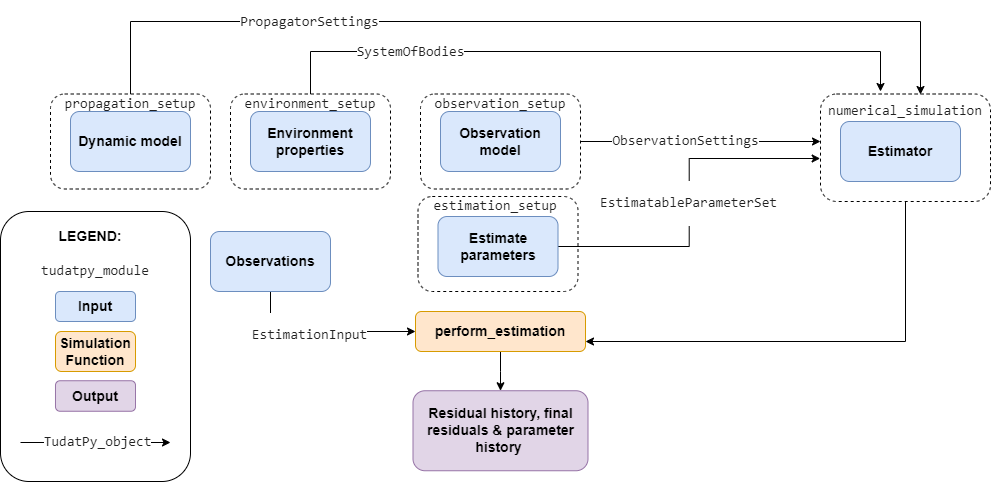 PropagatorSettings
SystemOfBodies
propagation_setup
Dynamic model
environment_setup
Environment
properties
observation_setup
Observation
model
ObservationSettings
numerical_simulation
Estimator
estimation_setup
Estimate
parameters
EstimatableParameterSet
LEGEND:
tudatpy_module
Input
Simulation
Function
Output
TudatPy_object
Observations
EstimationInput
perform_estimation
Residual history, final
residuals & parameter
history